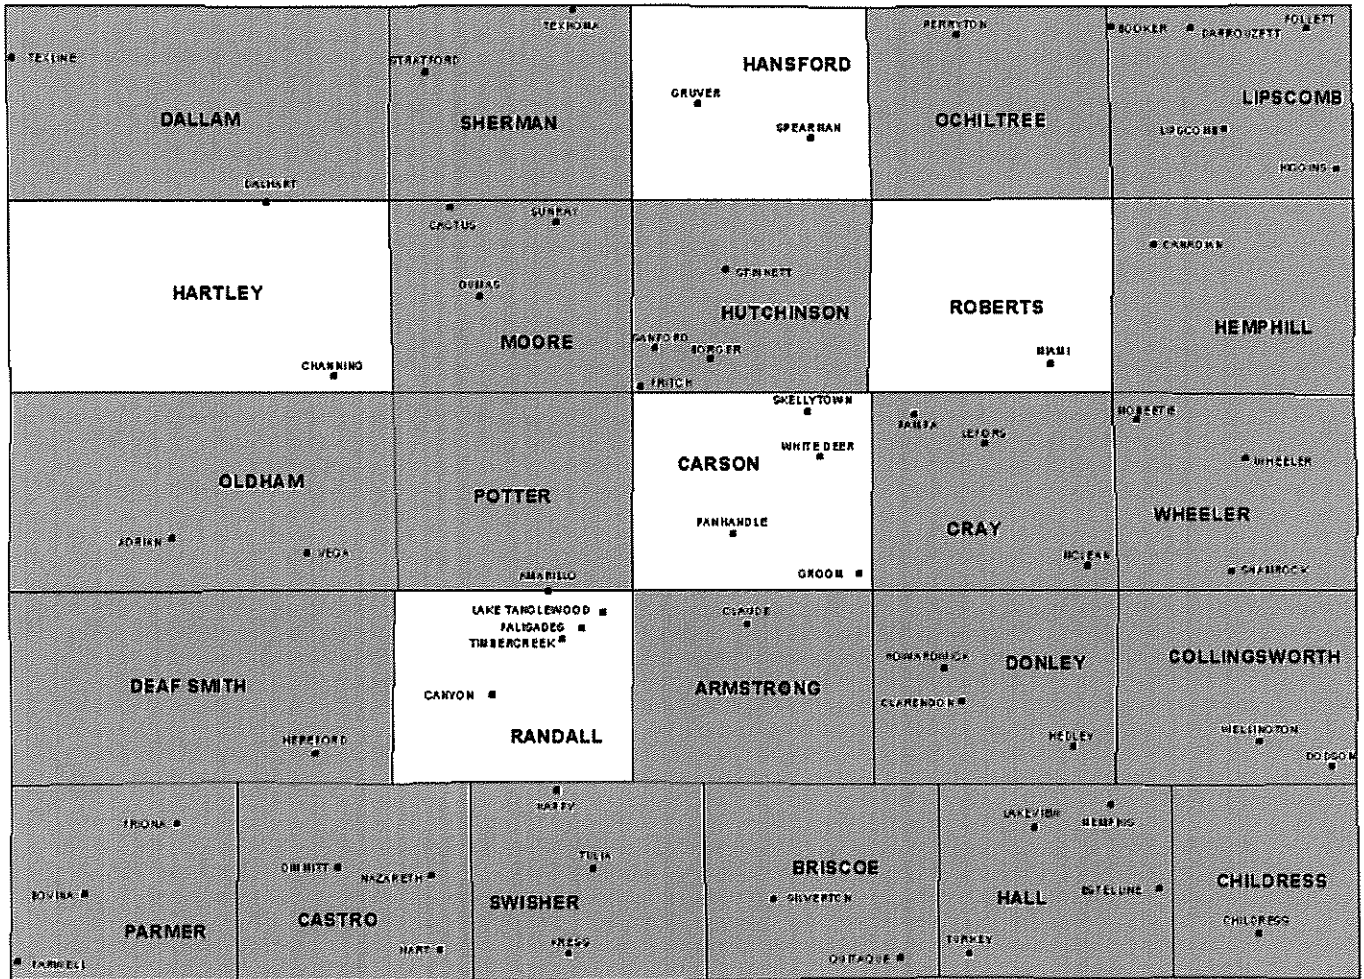 TEXLINE
DALLAM
DALHART
TEXHOMA
STRATFORD
SHERMAN
HANSFORD
GRUVER
SPEARMAN
PERRYTON
OCHILTREE
BOOKER
DARROUZETT
FOLLETT
LIPSCOMB
LIPSCOMB
HIGGINS
HARTLEY
CHANNING
CACTUS
SUNRAY
DUMAS
MOORE
STINNETT
HUTCHINSON
SANFORD
BORGER
FRITCH
ROBERTS
MIAMI
CANADIAN
HEMPHILL
OLDHAM
ADRIAN
VEGA
POTTER
AMARILLO
SKELLYTOWN
WHITE DEER
CARSON
PANHANDLE
GROOM
PAMPA
LEFORS
GRAY
MCLEAN
MOBEETIE
WHEELER
WHEELER
SHAMROCK
DEAF SMITH
HEREFORD
LAKE TANGLEWOOD
PALISADES
TIMBERCREEK
CANYON
RANDALL
CLAUDE
ARMSTRONG
HOWARDWICK
DONLEY
CLARENDON
HEDLEY
COLLINGSWORTH
WELLINGTON
DODSON
FRIONA
BOVINA
PARMER
FARWELL
DIMMITT
NAZARETH
CASTRO
HART
HAPPY
TULIA
SWISHER
KRESS
BRISCOE
SILVERTON
QUITAQUE
LAKEVIEW
MEMPHIS
ESTELLINE
HALL
TURKEY
CHILDRESS
CHILDRESS